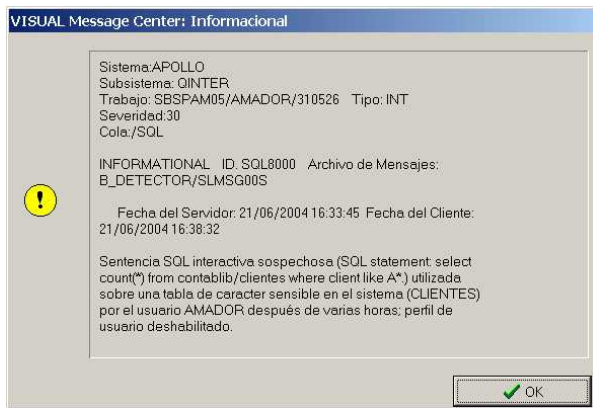 VISUAL Message Center: Informacional
Sistema:APOLLO
Subsistema: QINTER
Trabajo: SBSPAM05/AMADOR/310526 Tipo: INT
Severidad:30
Cola:/SQL
INFORMATIONAL ID. SQL8000 Archivo de Mensajes:
B_DETECTOR/SLMSG00S
Fecha del Servidor: 21/06/2004 16:33:45 Fecha del Cliente:
21/06/2004 16:38:32
Sentencia SQL interactiva sospechosa (SQL statement: select
count(*) from contablib/clientes where client like A*.) utilizada
sobre una tabla de caracter sensible en el sistema (CLIENTES)
por el usuario AMADOR después de varias horas; perfil de
usuario deshabilitado.
OK